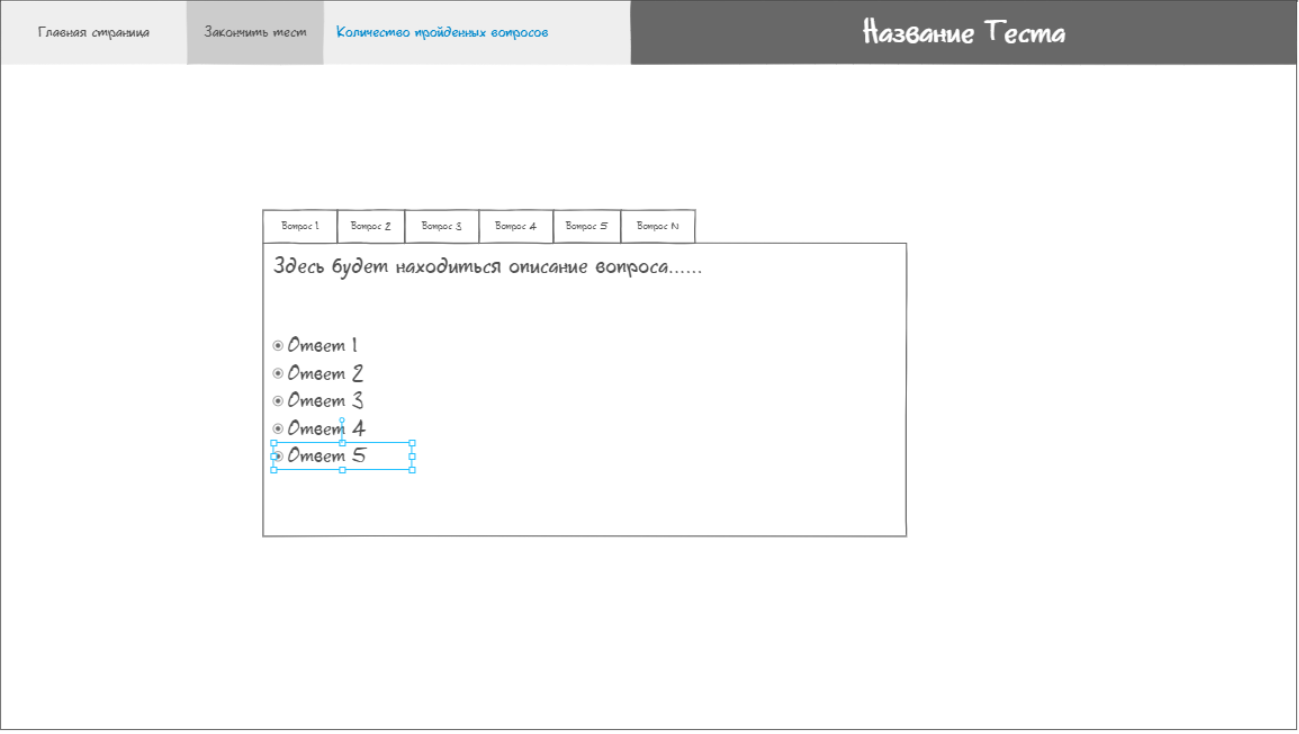 Главная страница Закончить тест Количество пройденных вопросов Название Теста
Вопрос 1 Вопрос 2 Вопрос 3 Вопрос 4 Вопрос 5 Вопрос N
Здесь будет находиться описание вопроса......
Ответ 1
Ответ 2
Ответ 3
Ответ 4
Ответ 5